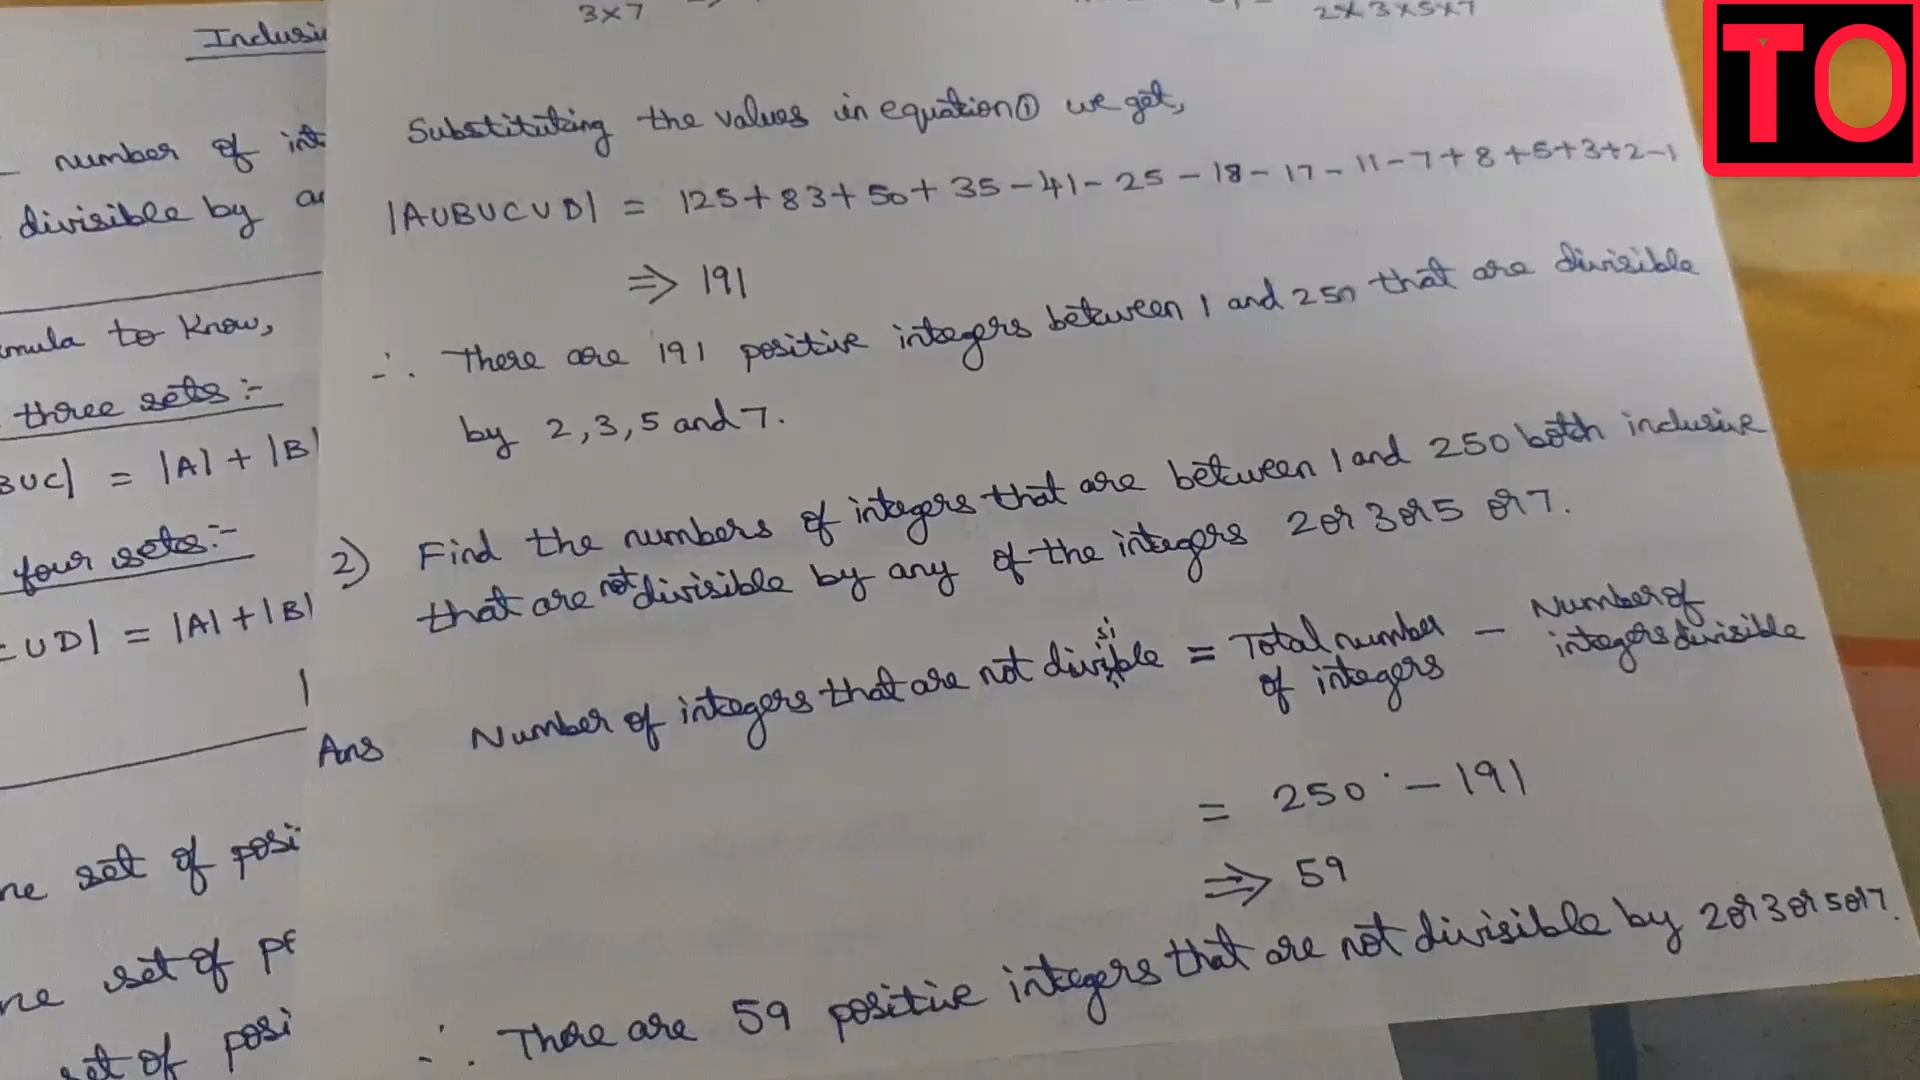 Inclusi
number of int
divisible by a
mula to know,
three sets:-
BUC| = |A| + |B|
four sets:-
CUD| = |A| + |B|
|
ne set of posi
ne set of p
set of posi
3x7
2x3x5x7
Substituting the values in equation① we get,
|AUBUCUD| = 125+83+50+35-41-25-18-17-11-7+8+5+3+2-1
⇒ 191
∴ There are 191 positive integers between 1 and 250 that are divisible
by 2,3,5 and 7.
2) Find the numbers of integers that are between 1 and 250 both inclusive
that are not divisible by any of the integers 2 or 3 or 5 or 7.
Ans Number of integers that are not divisible = Total number of integers - Number of integers divisible
= 250 - 191
⇒ 59
∴ There are 59 positive integers that are not divisible by 2 or 3 or 5 or 7.
TO